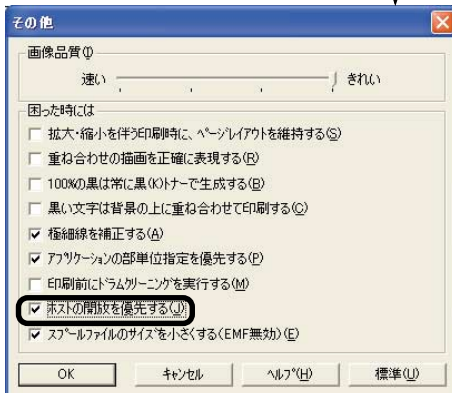 その他
画像品質(I)
速い きれい
困った時には
拡大・縮小を伴う印刷時に、ページレイアウトを維持する(S)
重ね合わせの描画を正確に表現する(R)
100%の黒は常に黒(K)トナーで生成する(B)
黒い文字は背景の上に重ね合わせて印刷する(C)
極細線を補正する(A)
アプリケーションの部単位指定を優先する(P)
印刷前にドラムクリーニングを実行する(M)
ホストの開放を優先する(J)
スプールファイルのサイズを小さくする(EMF無効)(E)
OK キャンセル ヘルプ(H) 標準(U)